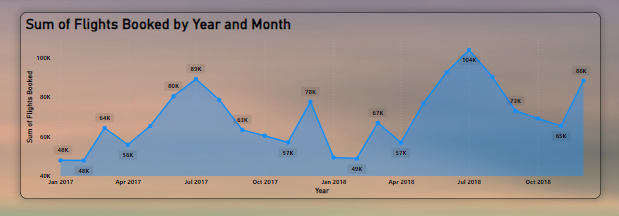 Sum of Flights Booked by Year and Month
Sum of Flights Booked
100K
80K
60K
40K
48K
48K
64K
56K
80K
89K
63K
57K
78K
49K
67K
57K
104K
73K
65K
88K
Jan 2017
Apr 2017
Jul 2017
Oct 2017
Jan 2018
Apr 2018
Jul 2018
Oct 2018
Year